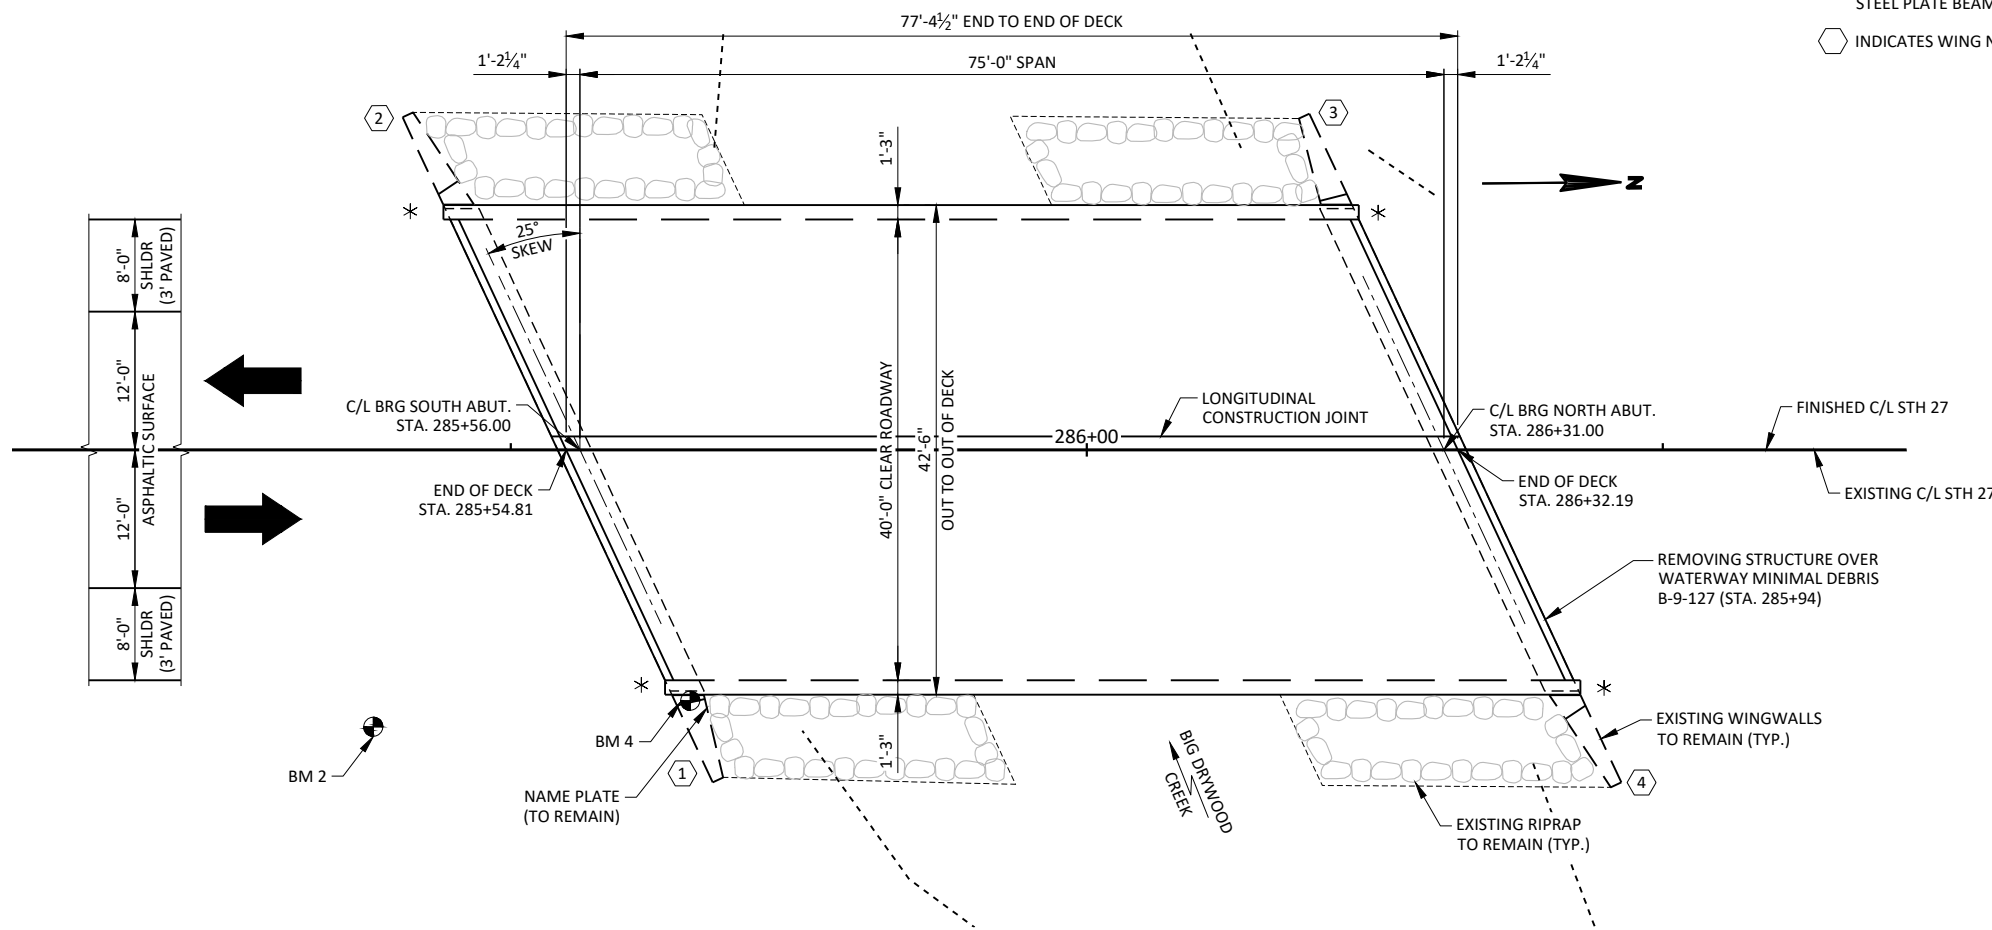 STEEL PLATE BEAM
INDICATES WING N
77'-4½" END TO END OF DECK
1'-2¼"
75'-0" SPAN
1'-2¼"
2
3
1'-3"
N
*
*
25°
SKEW
8'-0"
SHLDR
(3' PAVED)
12'-0"
ASPHALTIC SURFACE
12'-0"
8'-0"
SHLDR
(3' PAVED)
C/L BRG SOUTH ABUT.
STA. 285+56.00
END OF DECK
STA. 285+54.81
40'-0" CLEAR ROADWAY
42'-6"
OUT TO OUT OF DECK
LONGITUDINAL
CONSTRUCTION JOINT
286+00
C/L BRG NORTH ABUT.
STA. 286+31.00
FINISHED C/L STH 27
END OF DECK
STA. 286+32.19
EXISTING C/L STH 27
REMOVING STRUCTURE OVER
WATERWAY MINIMAL DEBRIS
B-9-127 (STA. 285+94)
*
*
BM 2
BM 4
1
NAME PLATE
(TO REMAIN)
1'-3"
BIG DRYWOOD
CREEK
EXISTING WINGWALLS
TO REMAIN (TYP.)
4
EXISTING RIPRAP
TO REMAIN (TYP.)